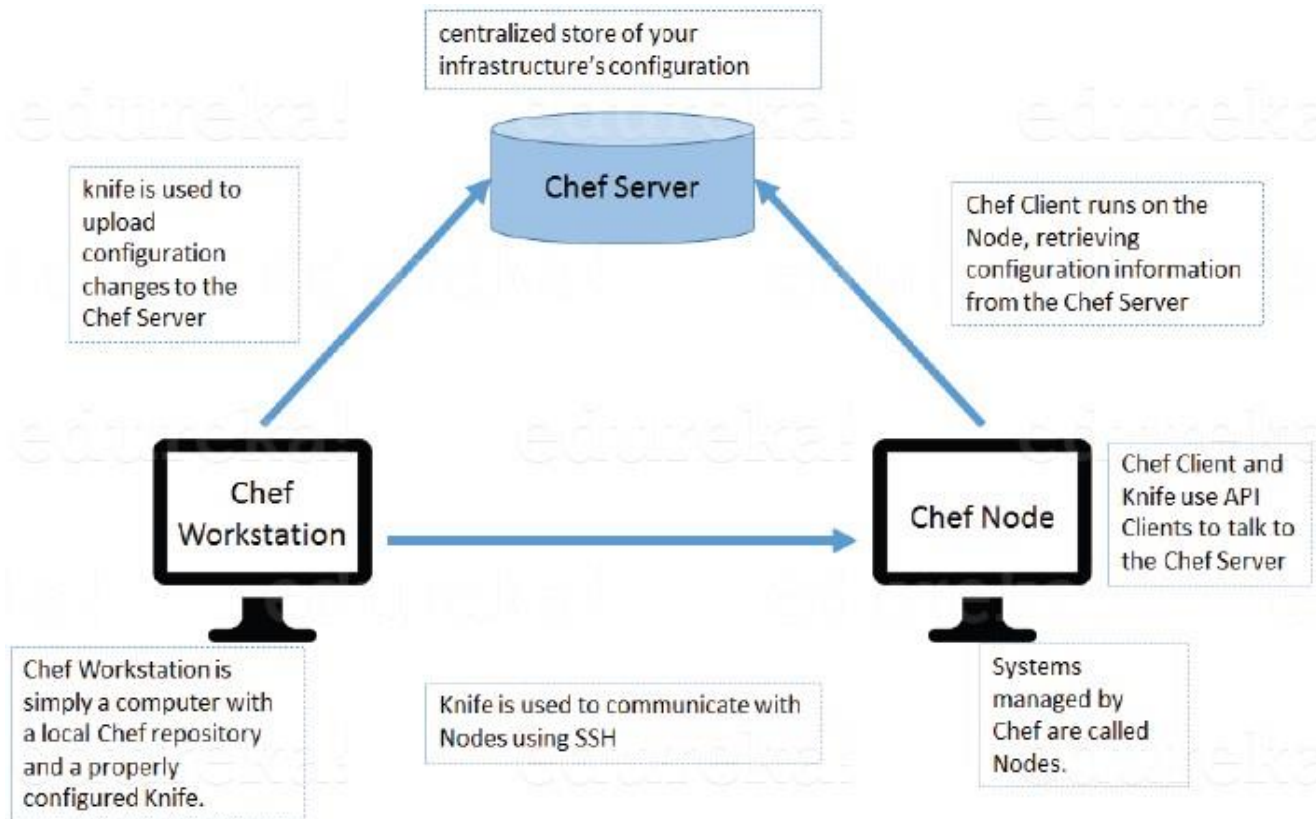 centralized store of your
infrastructure's configuration
Chef Server
knife is used to
upload
configuration
changes to the
Chef Server
Chef Client runs on the
Node, retrieving
configuration information
from the Chef Server
Chef
Workstation
Chef Node
Chef Client and
Knife use API
Clients to talk to
the Chef Server
Chef Workstation is
simply a computer with
a local Chef repository
and a properly
configured Knife.
Knife is used to communicate with
Nodes using SSH
Systems
managed by
Chef are called
Nodes.